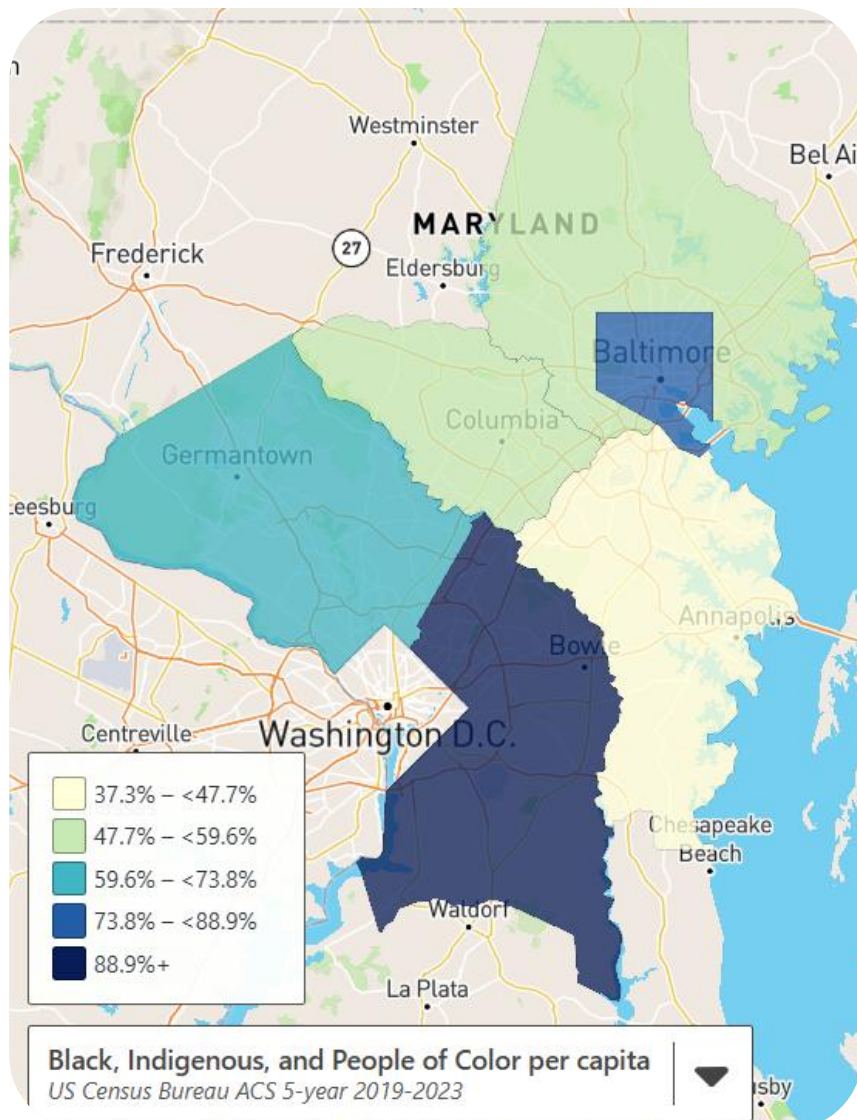 Westminster
Bel Ai
MARYLAND
27
Frederick
Eldersburg
Baltimore
Columbia
Germantown
Leesburg
Annapolis
Bowie
Washington D.C.
Centreville
37.3% – <47.7%
47.7% – <59.6%
59.6% – <73.8%
73.8% – <88.9%
88.9%+
Chesapeake
Beach
Waldorf
La Plata
Black, Indigenous, and People of Color per capita
US Census Bureau ACS 5-year 2019-2023
usby